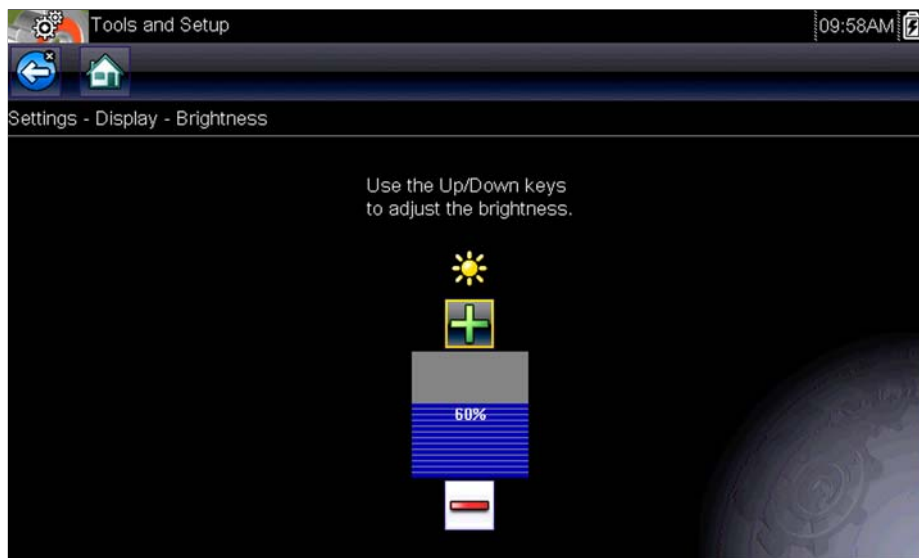 Tools and Setup
09:58AM
Settings - Display - Brightness
Use the Up/Down keys
to adjust the brightness.
60%